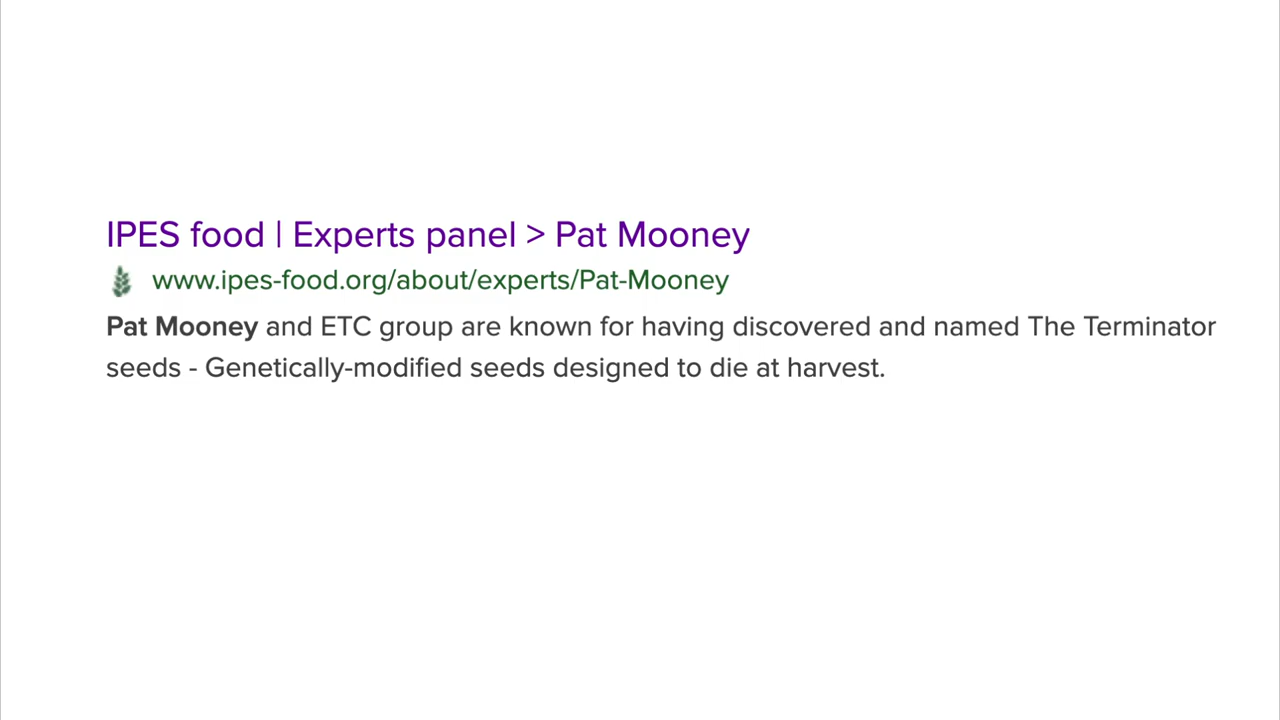 IPES food | Experts panel > Pat Mooney
www.ipes-food.org/about/experts/Pat-Mooney
Pat Mooney and ETC group are known for having discovered and named The Terminator
seeds - Genetically-modified seeds designed to die at harvest.